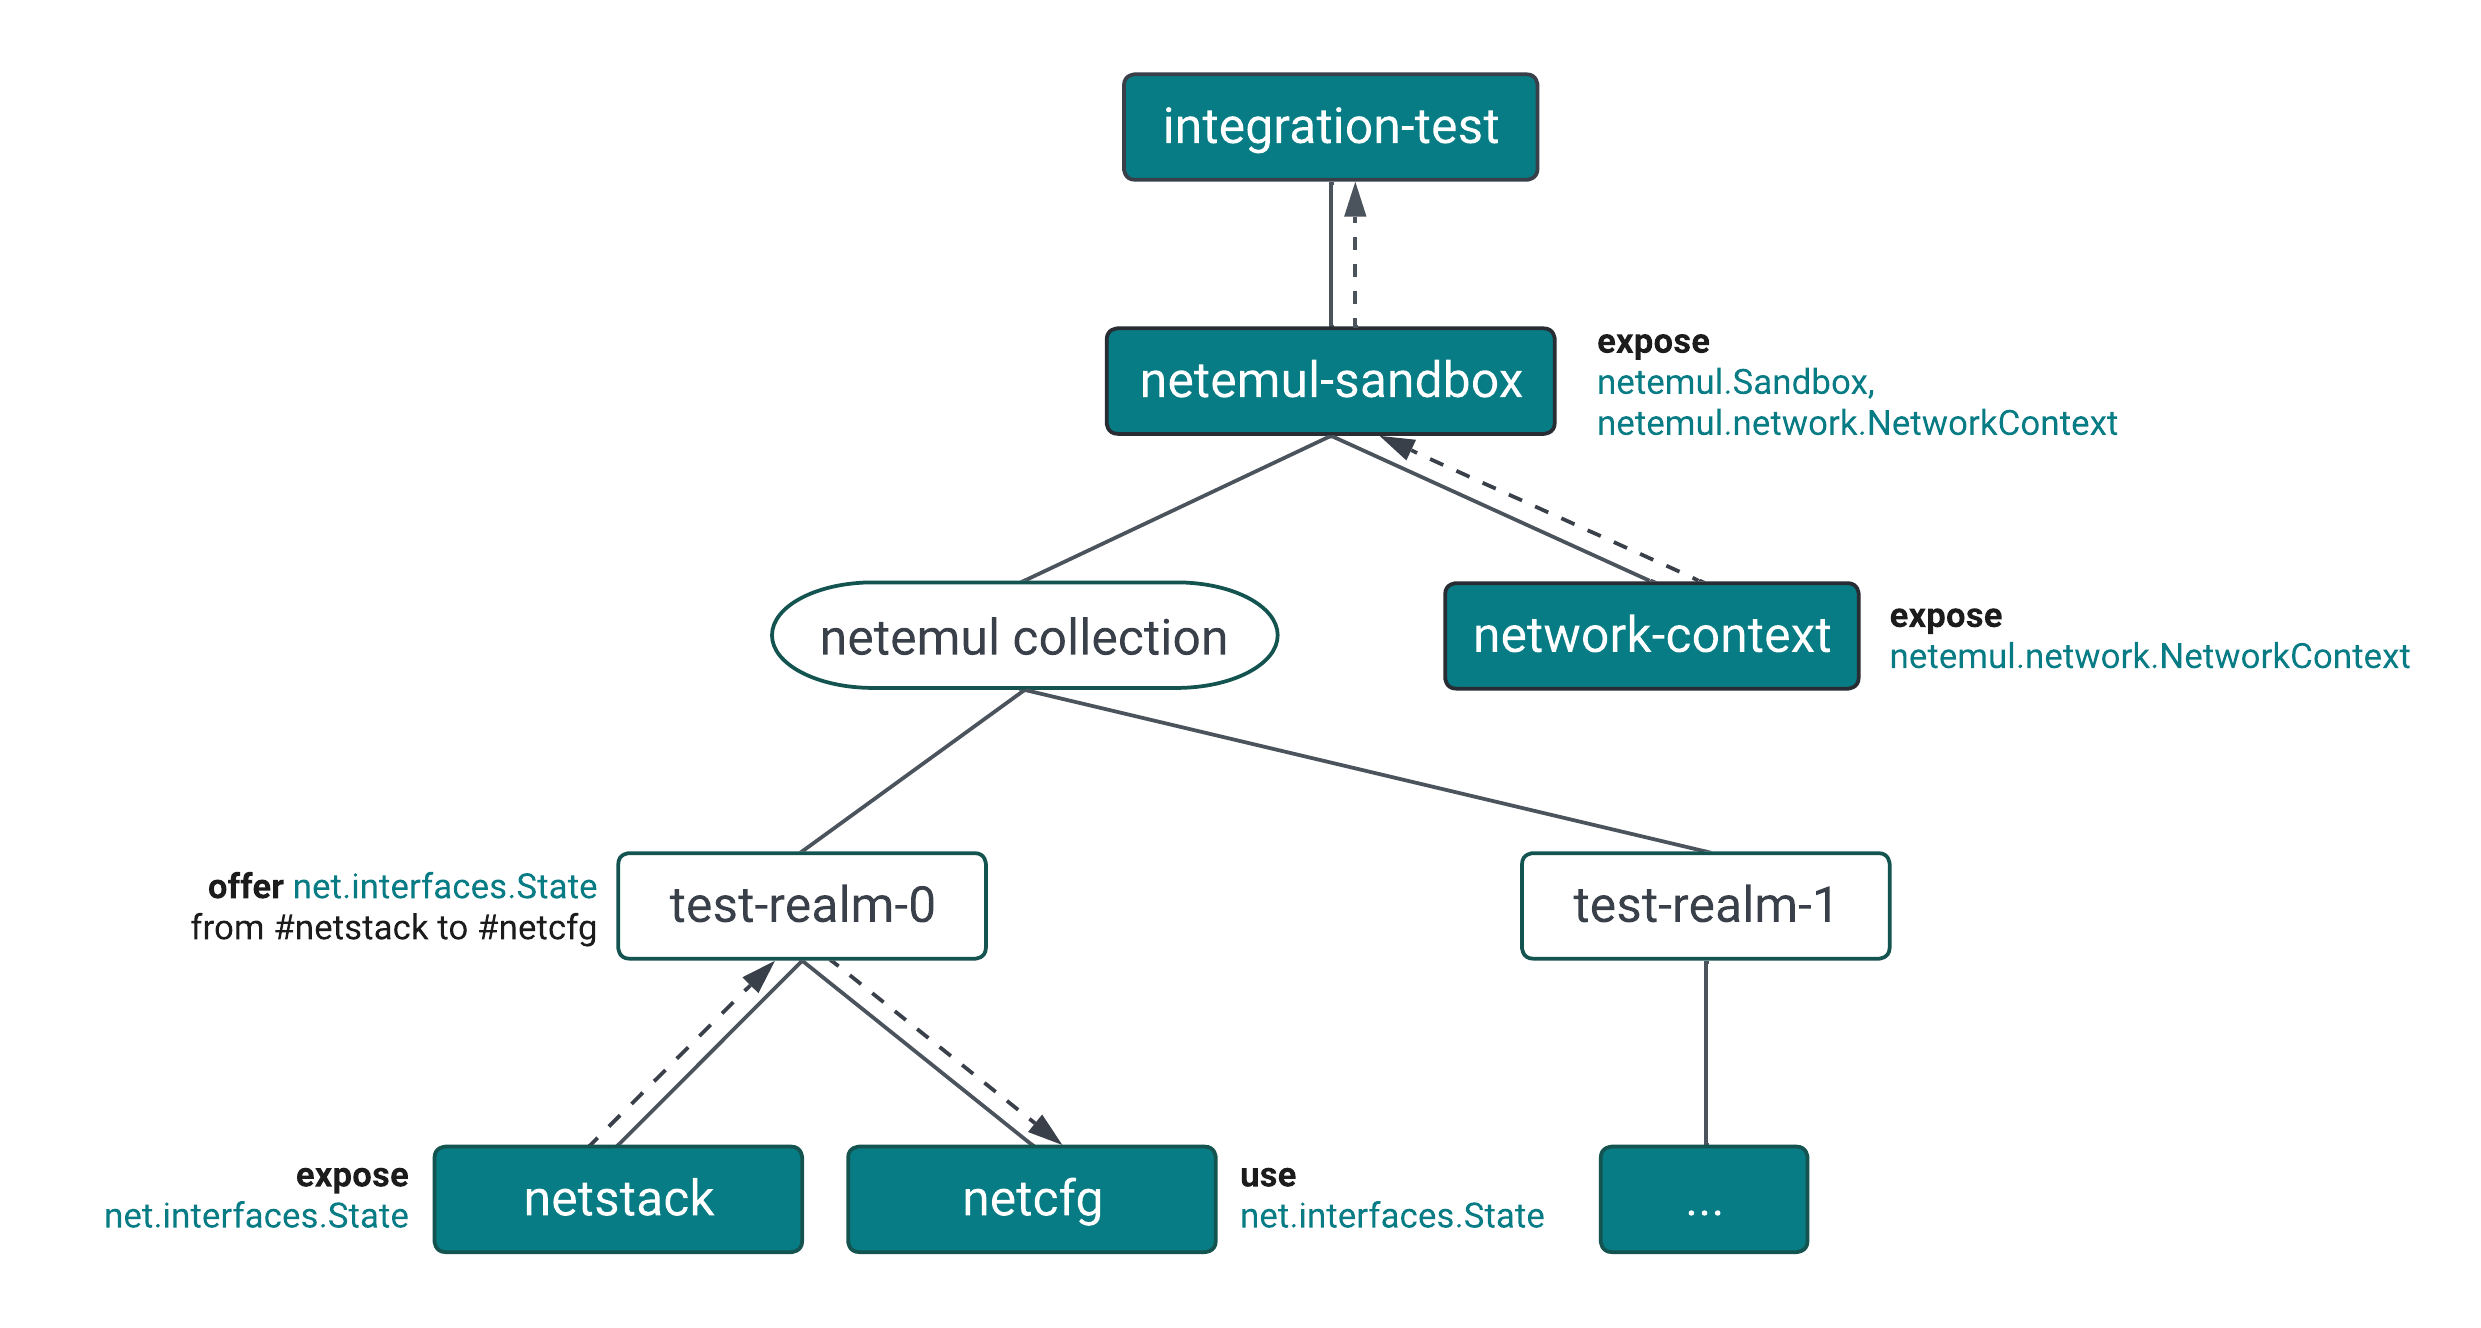 integration-test
netemul-sandbox
expose
netemul.Sandbox,
netemul.network.NetworkContext
netemul collection
network-context
expose
netemul.network.NetworkContext
offer net.interfaces.State
from #netstack to #netcfg
test-realm-0
test-realm-1
expose
net.interfaces.State
netstack
netcfg
use
net.interfaces.State
...